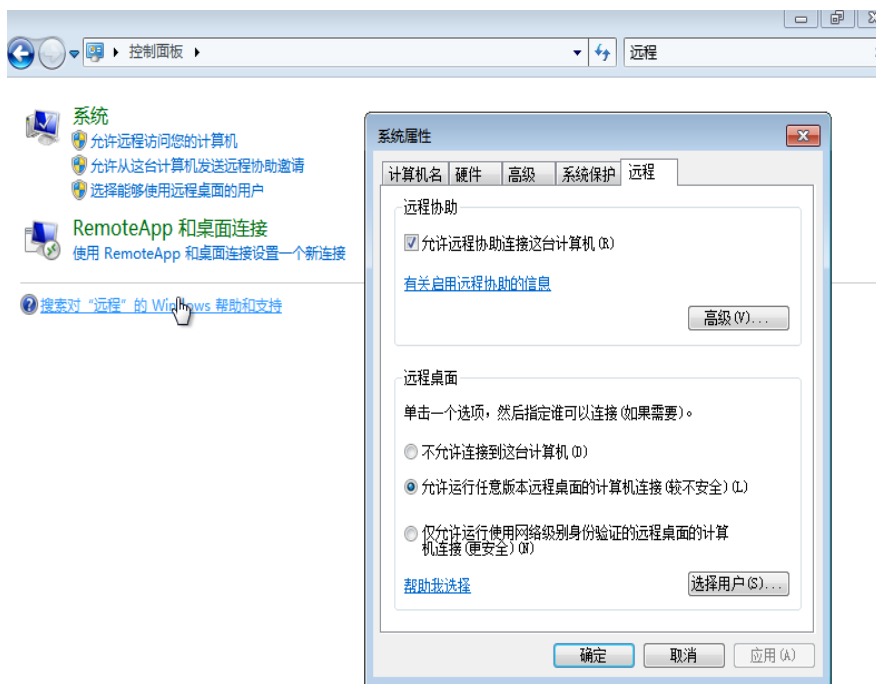 控制面板
远程
系统
允许远程访问您的计算机
允许从这台计算机发送远程协助邀请
选择能够使用远程桌面的用户
RemoteApp 和桌面连接
使用 RemoteApp 和桌面连接设置一个新连接
搜索对“远程”的 Windows 帮助和支持
系统属性
计算机名 硬件 高级 系统保护 远程
远程协助
允许远程协助连接这台计算机(R)
有关启用远程协助的信息
高级(V)...
远程桌面
单击一个选项，然后指定谁可以连接(如果需要)。
不允许连接到这台计算机(D)
允许运行任意版本远程桌面的计算机连接(较不安全)(L)
仅允许运行使用网络级别身份验证的远程桌面的计算
机连接(更安全)(N)
帮助我选择
选择用户(S)...
确定 取消 应用(A)